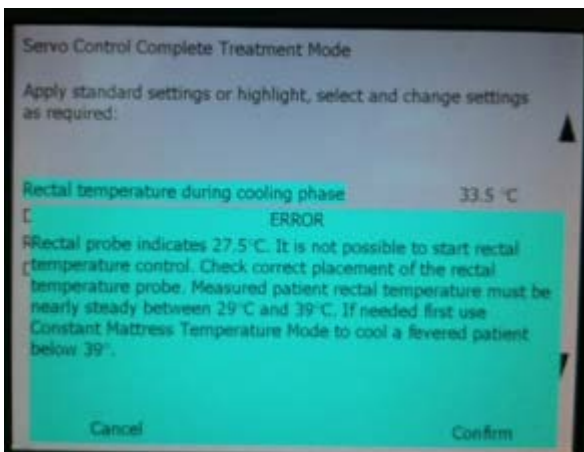 Servo Control Complete Treatment Mode
Apply standard settings or highlight, select and change settings
as required:
Rectal temperature during cooling phase 33.5 °C
ERROR
Rectal probe indicates 27.5°C. It is not possible to start rectal
temperature control. Check correct placement of the rectal
temperature probe. Measured patient rectal temperature must be
nearly steady between 29°C and 39°C. If needed first use
Constant Mattress Temperature Mode to cool a fevered patient
below 39°.
Cancel Confirm